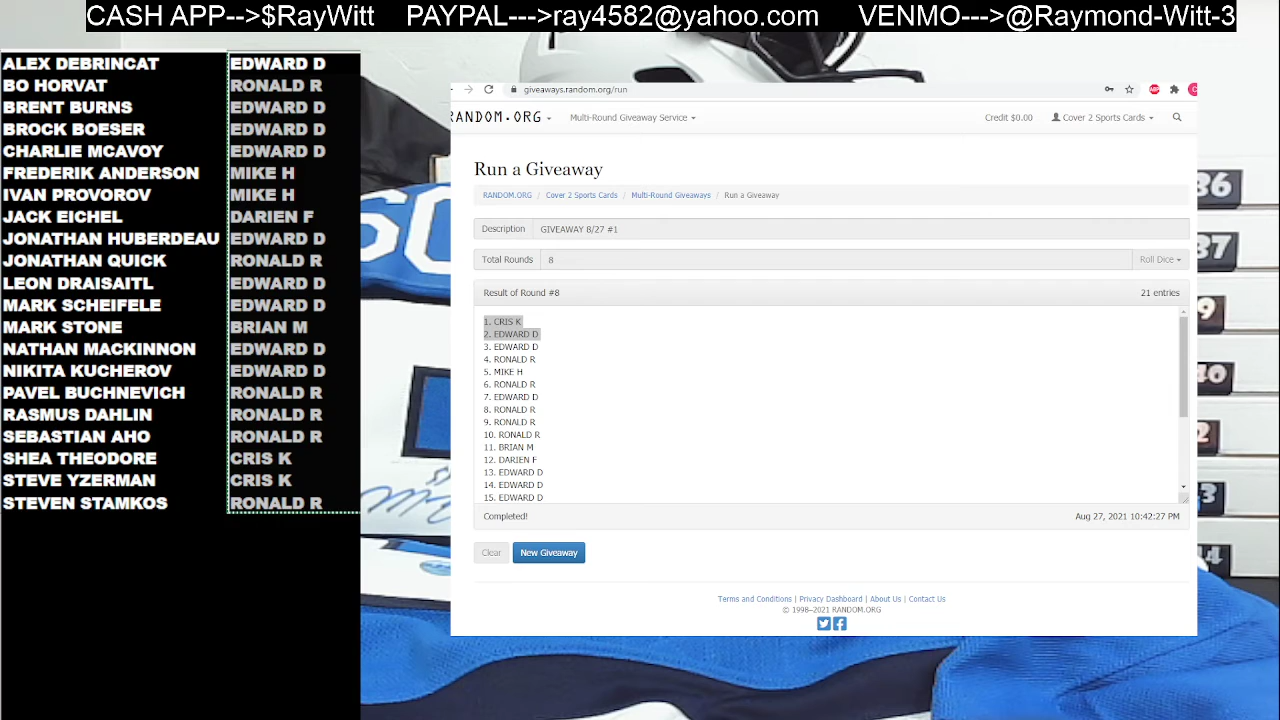 CASH APP-->$RayWitt PAYPAL--->ray4582@yahoo.com VENMO--->@Raymond-Witt-3
ALEX DEBRINCAT EDWARD D
BO HORVAT RONALD R
BRENT BURNS EDWARD D
BROCK BOESER EDWARD D
CHARLIE MCAVOY EDWARD D
FREDERIK ANDERSON MIKE H
IVAN PROVOROV MIKE H
JACK EICHEL DARIEN F
JONATHAN HUBERDEAU EDWARD D
JONATHAN QUICK RONALD R
LEON DRAISAITL EDWARD D
MARK SCHEIFELE EDWARD D
MARK STONE BRIAN M
NATHAN MACKINNON EDWARD D
NIKITA KUCHEROV EDWARD D
PAVEL BUCHNEVICH RONALD R
RASMUS DAHLIN RONALD R
SEBASTIAN AHO RONALD R
SHEA THEODORE CRIS K
STEVE YZERMAN CRIS K
STEVEN STAMKOS RONALD R
giveaways.random.org/run
RANDOM.ORG Multi-Round Giveaway Service Credit $0.00 Cover 2 Sports Cards
Run a Giveaway
RANDOM.ORG / Cover 2 Sports Cards / Multi-Round Giveaways / Run a Giveaway
Description GIVEAWAY 8/27 #1
Total Rounds 8 Roll Dice
Result of Round #8 21 entries
1. CRIS K
2. EDWARD D
3. EDWARD D
4. RONALD R
5. MIKE H
6. RONALD R
7. EDWARD D
8. RONALD R
9. RONALD R
10. RONALD R
11. BRIAN M
12. DARIEN F
13. EDWARD D
14. EDWARD D
15. EDWARD D
Completed! Aug 27, 2021 10:42:27 PM
Clear New Giveaway
Terms and Conditions | Privacy Dashboard | About Us | Contact Us
© 1998–2021 RANDOM.ORG
36
37
40